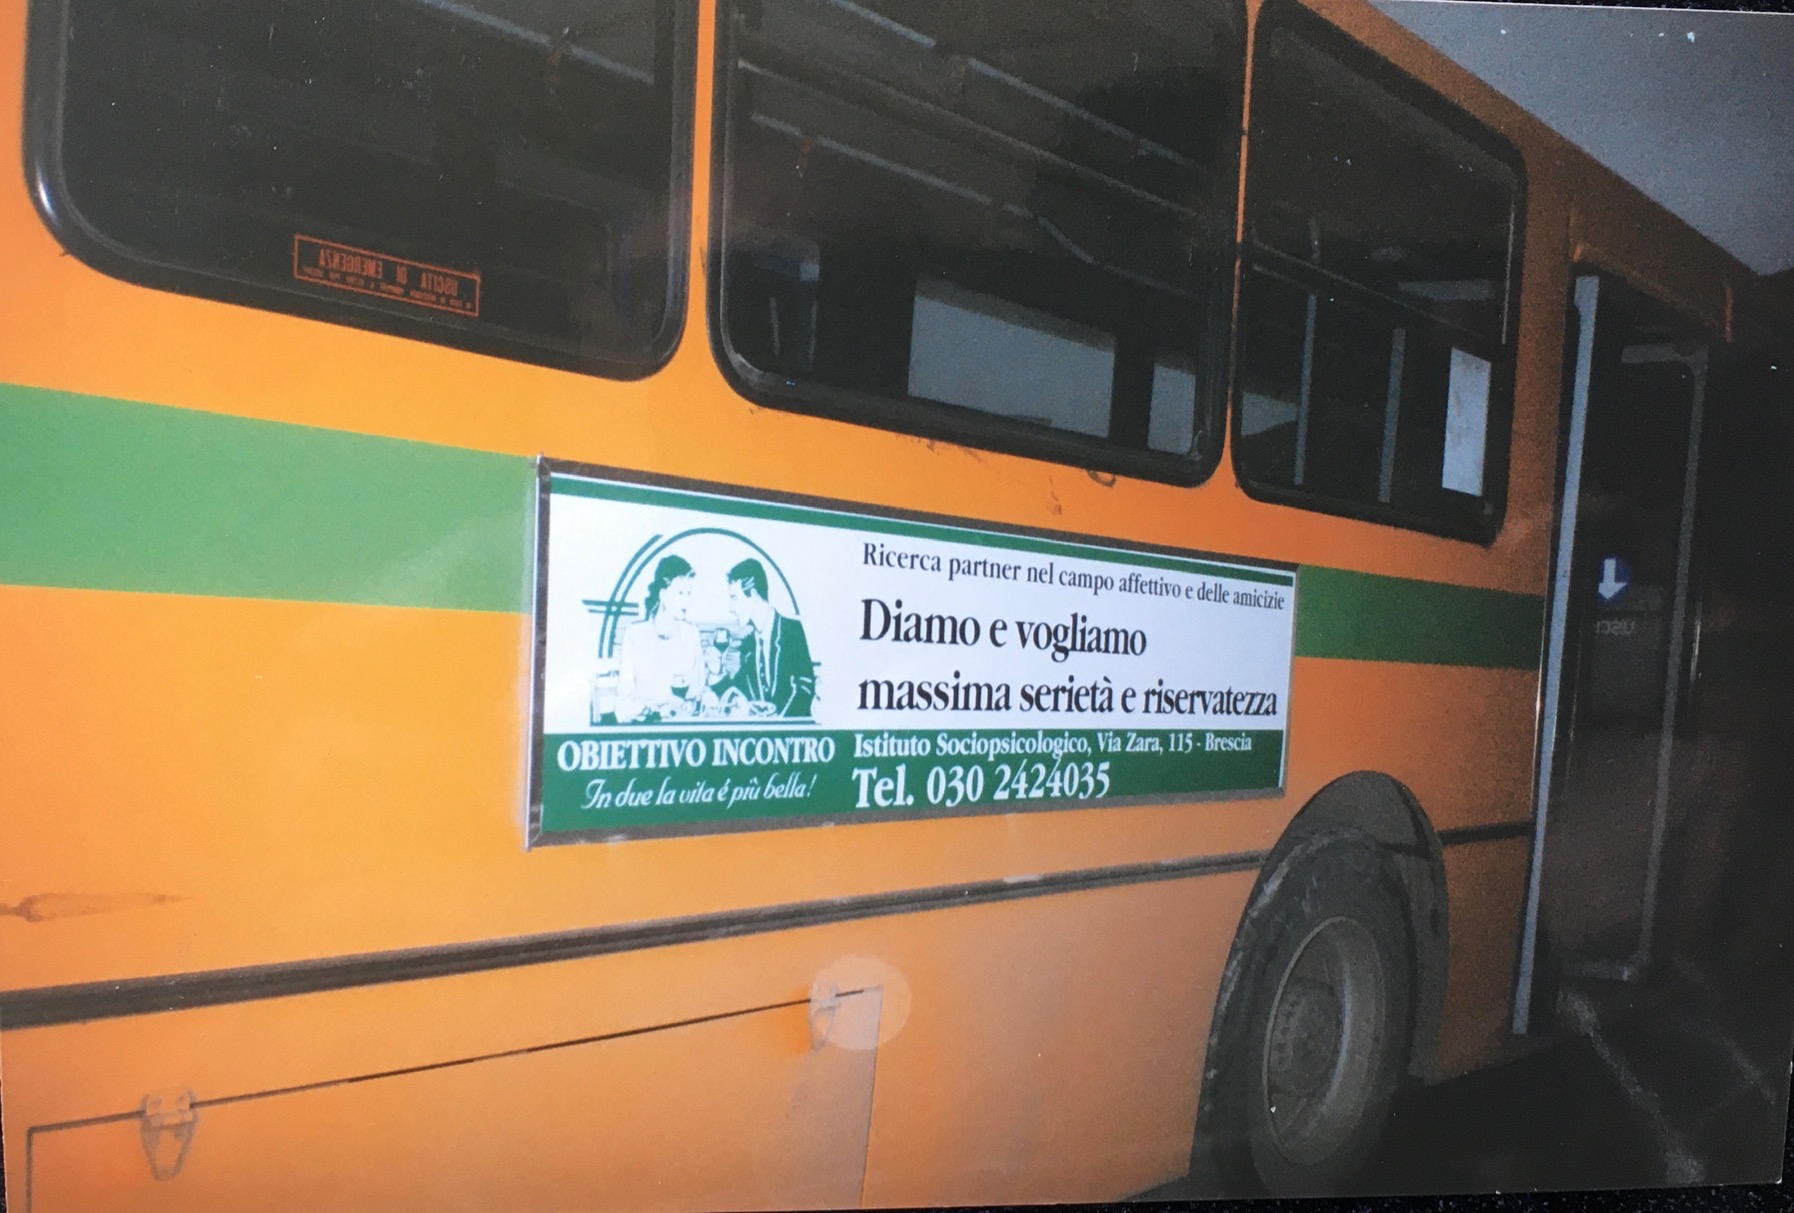 USCITA DI EMERGENZA
Ricerca partner nel campo affettivo e delle amicizie
Diamo e vogliamo
massima serietà e riservatezza
OBIETTIVO INCONTRO
In due la vita é più bella!
Istituto Sociopsicologico, Via Zara, 115 - Brescia
Tel. 030 2424035